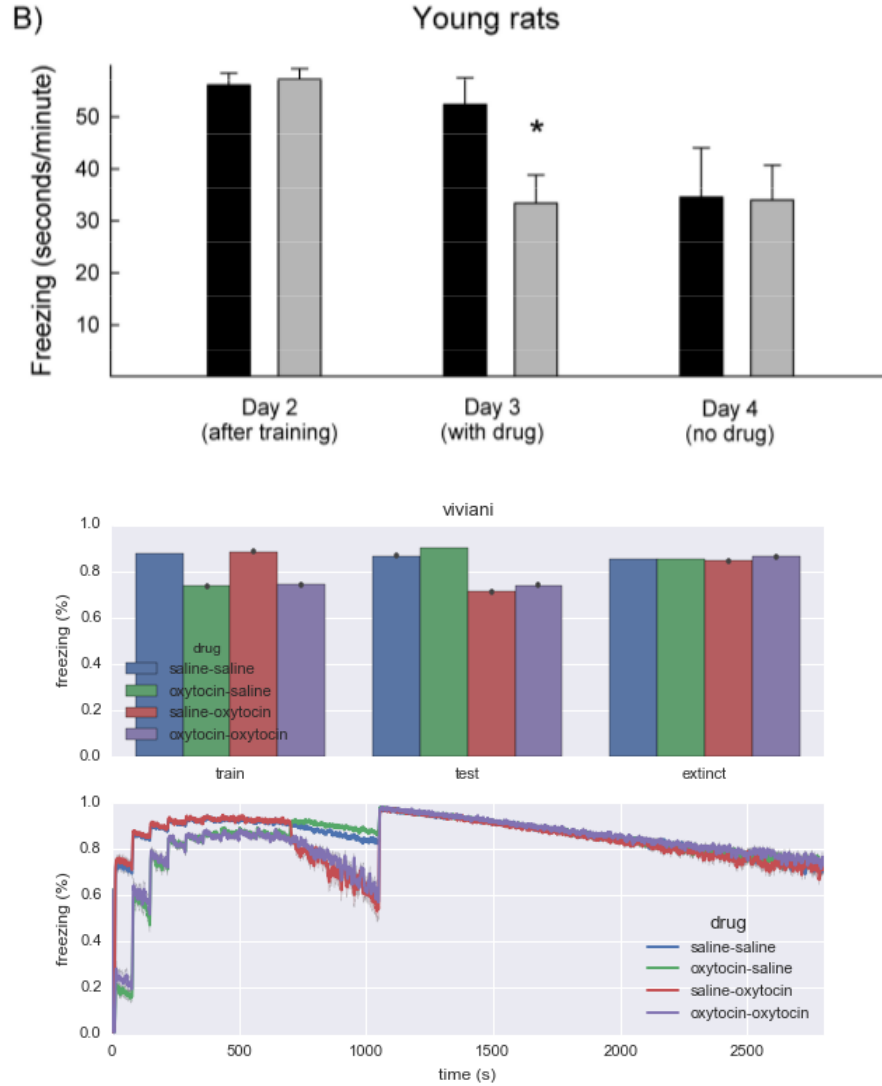 B)
Young rats
Freezing (seconds/minute)
50
40
30
20
10
*
Day 2
(after training)
Day 3
(with drug)
Day 4
(no drug)
viviani
freezing (%)
1.0
0.8
0.6
0.4
0.2
0.0
drug
saline-saline
oxytocin-saline
saline-oxytocin
oxytocin-oxytocin
train
test
extinct
freezing (%)
1.0
0.8
0.6
0.4
0.2
0.0
drug
saline-saline
oxytocin-saline
saline-oxytocin
oxytocin-oxytocin
0
500
1000
1500
2000
2500
time (s)